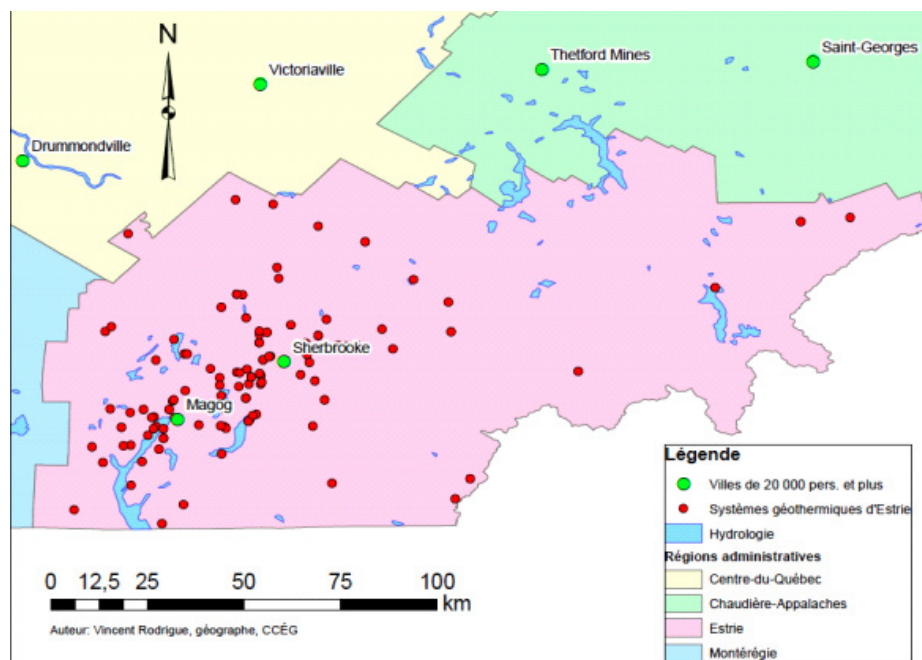 N
Saint-Georges
Thetford Mines
Victoriaville
Drummondville
Sherbrooke
Magog
Légende
Villes de 20 000 pers. et plus
Systèmes géothermiques d'Estrie
Hydrologie
Régions administratives
Centre-du-Québec
Chaudière-Appalaches
Estrie
Montérégie
0 12,5 25 50 75 100
km
Auteur: Vincent Rodrigue, géographe, CCÉG